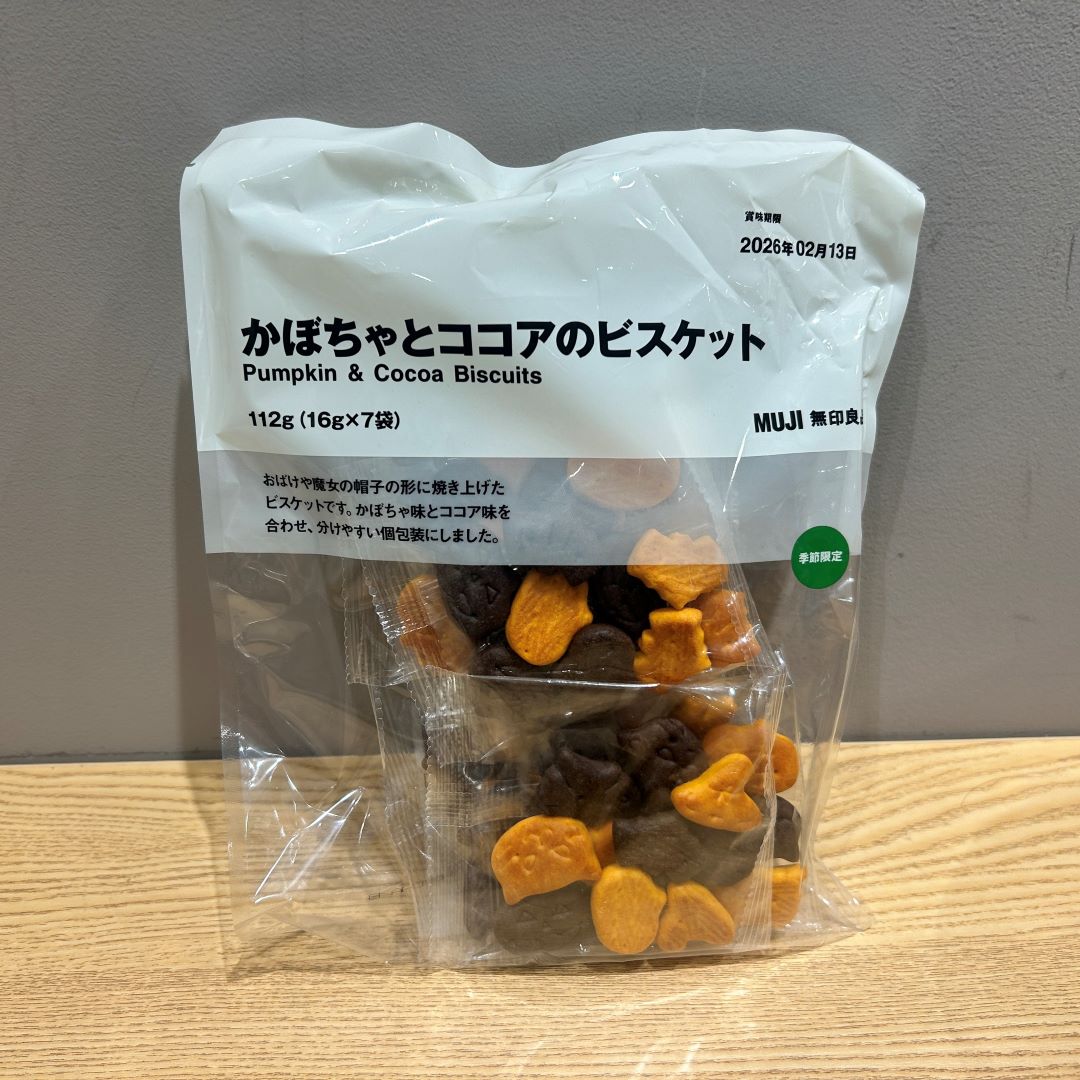 賞味期限
2026年02月13日
かぼちゃとココアのビスケット
Pumpkin & Cocoa Biscuits
112g（16g×7袋）
MUJI 無印良品
おばけや魔女の帽子の形に焼き上げた
ビスケットです。かぼちゃ味とココア味を
合わせ、分けやすい個包装にしました。
季節限定